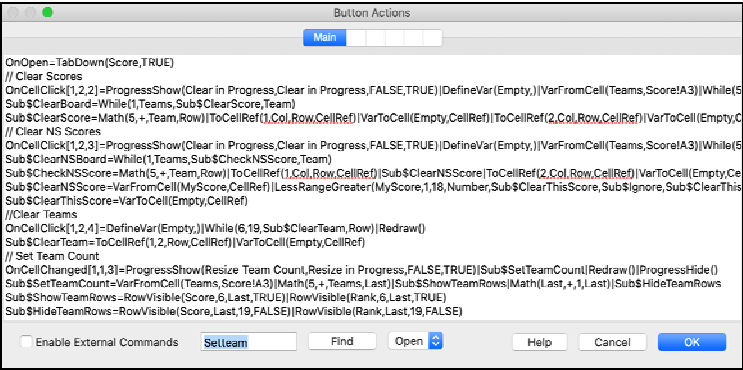 Button Actions
Main
OnOpen=TabDown(Score,TRUE)
// Clear Scores
OnCellClick[1,2,2]=ProgressShow(Clear in Progress,Clear in Progress,FALSE,TRUE)|DefineVar(Empty,)|VarFromCell(Teams,Score!A3)|While(5
Sub$ClearBoard=While(1,Teams,Sub$ClearScore,Team)
Sub$ClearScore=Math(5,+,Team,Row)|ToCellRef(1,Col,Row,CellRef)|VarToCell(Empty,CellRef)|ToCellRef(2,Col,Row,CellRef)|VarToCell(Empty,C
// Clear NS Scores
OnCellClick[1,2,3]=ProgressShow(Clear in Progress,Clear in Progress,FALSE,TRUE)|DefineVar(Empty,)|VarFromCell(Teams,Score!A3)|While(5
Sub$ClearNSBoard=While(1,Teams,Sub$CheckNSScore,Team)
Sub$CheckNSScore=Math(5,+,Team,Row)|ToCellRef(1,Col,Row,CellRef)|Sub$ClearNSScore|ToCellRef(2,Col,Row,CellRef)|VarToCell(Empty,Ce
Sub$ClearNSScore=VarFromCell(MyScore,CellRef)|LessRangeGreater(MyScore,1,18,Number,Sub$ClearThisScore,Sub$Ignore,Sub$ClearThis
Sub$ClearThisScore=VarToCell(Empty,CellRef)
//Clear Teams
OnCellClick[1,2,4]=DefineVar(Empty,)|While(6,19,Sub$ClearTeam,Row)|Redraw()
Sub$ClearTeam=ToCellRef(1,2,Row,CellRef)|VarToCell(Empty,CellRef)
// Set Team Count
OnCellChanged[1,1,3]=ProgressShow(Resize Team Count,Resize in Progress,FALSE,TRUE)|Sub$SetTeamCount|Redraw()|ProgressHide()
Sub$SetTeamCount=VarFromCell(Teams,Score!A3)|Math(5,+,Teams,Last)|Sub$ShowTeamRows|Math(Last,+,1,Last)|Sub$HideTeamRows
Sub$ShowTeamRows=RowVisible(Score,6,Last,TRUE)|RowVisible(Rank,6,Last,TRUE)
Sub$HideTeamRows=RowVisible(Score,Last,19,FALSE)|RowVisible(Rank,Last,19,FALSE)
Enable External Commands Setteam Find Open Help Cancel OK